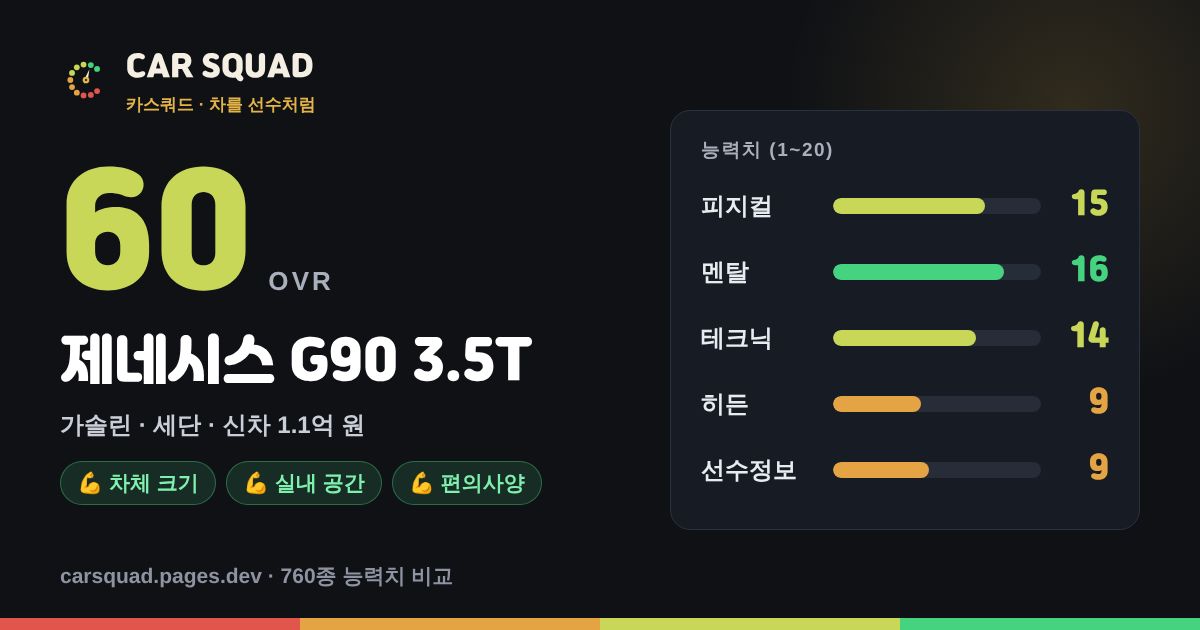 CAR SQUAD
카스쿼드 · 차를 선수처럼
60 OVR
제네시스 G90 3.5T
가솔린 · 세단 · 신차 1.1억 원
💪 차체 크기 💪 실내 공간 💪 편의사양
carsquad.pages.dev · 760종 능력치 비교
능력치 (1~20)
피지컬 15
멘탈 16
테크닉 14
히든 9
선수정보 9